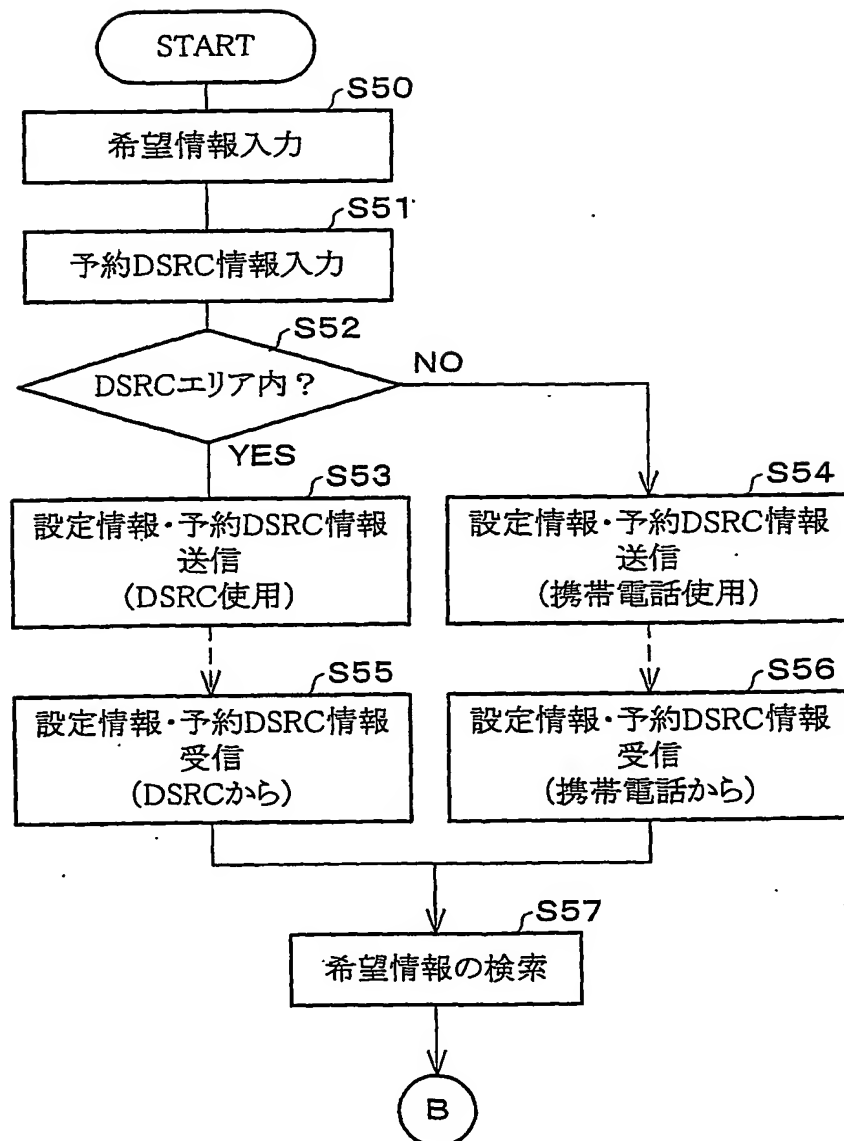 START
S50
希望情報入力
S51
予約DSRC情報入力
S52
DSRCエリア内?
NO
YES
S53
設定情報・予約DSRC情報
送信
(DSRC使用)
S54
設定情報・予約DSRC情報
送信
(携帯電話使用)
S55
設定情報・予約DSRC情報
受信
(DSRCから)
S56
設定情報・予約DSRC情報
受信
(携帯電話から)
S57
希望情報の検索
B